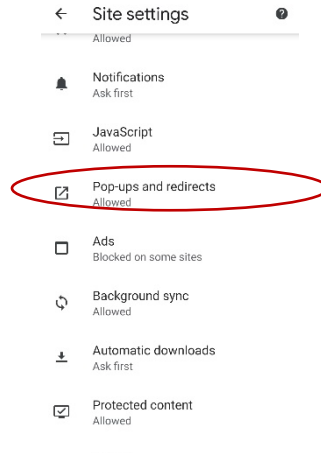 Site settings
Allowed
Notifications
Ask first
JavaScript
Allowed
Pop-ups and redirects
Allowed
Ads
Blocked on some sites
Background sync
Allowed
Automatic downloads
Ask first
Protected content
Allowed